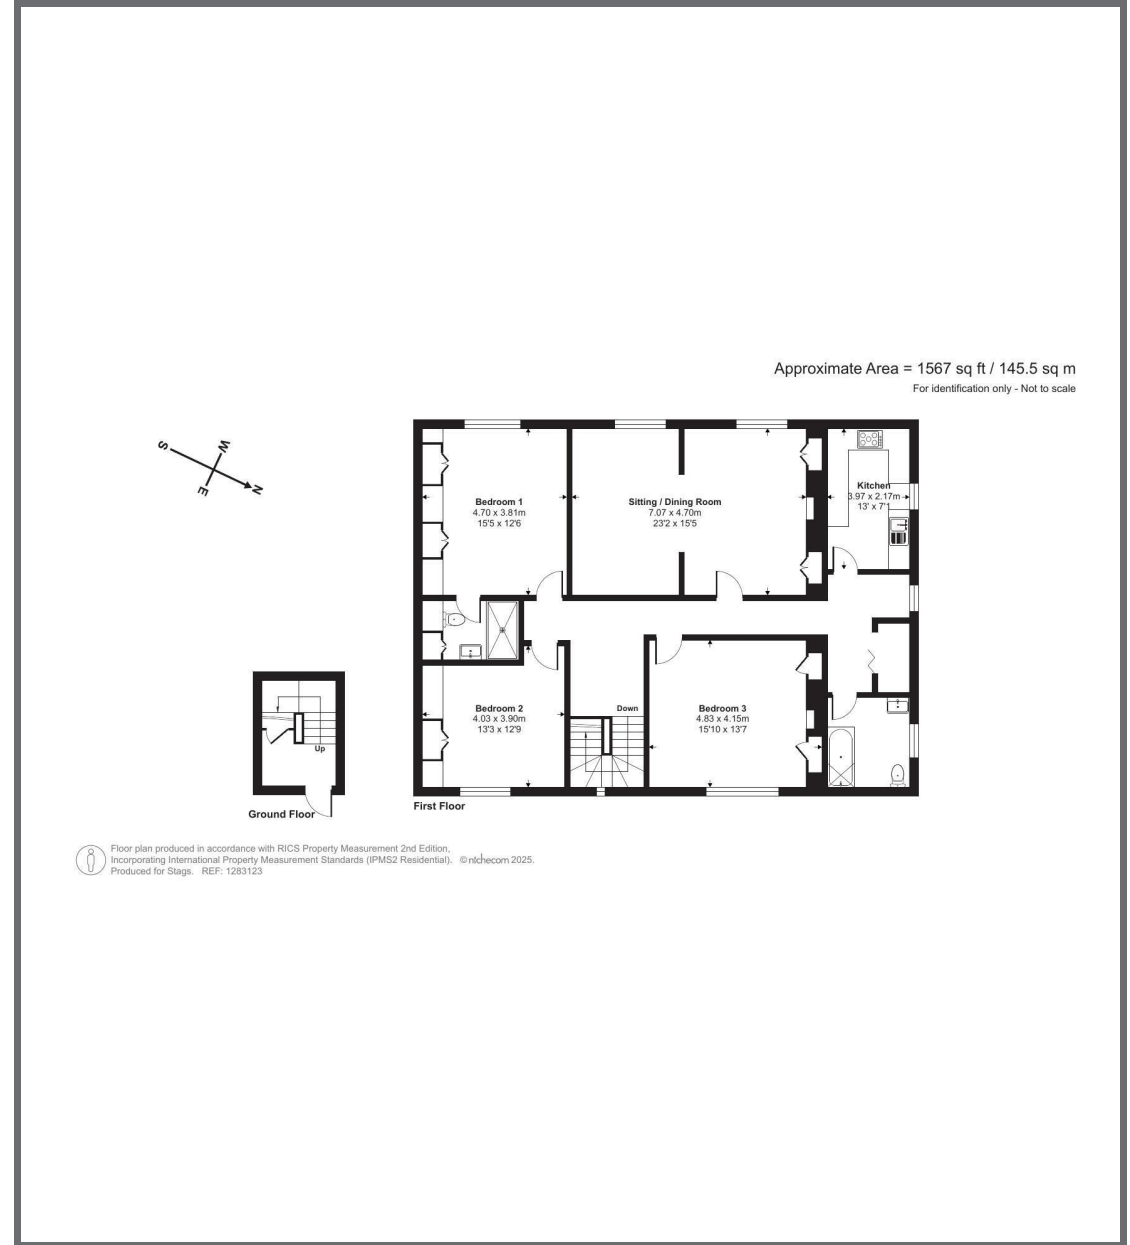 Approximate Area = 1567 sq ft / 145.5 sq m
For identification only - Not to scale
S
W
E
N
Bedroom 1
4.70 x 3.81m
15'5 x 12'6
Sitting / Dining Room
7.07 x 4.70m
23'2 x 15'5
Kitchen
3.97 x 2.17m
13' x 7'1
Bedroom 2
4.03 x 3.90m
13'3 x 12'9
Down
Bedroom 3
4.83 x 4.15m
15'10 x 13'7
Up
Ground Floor
First Floor
Floor plan produced in accordance with RICS Property Measurement 2nd Edition,
Incorporating International Property Measurement Standards (IPMS2 Residential). © nichecom 2025.
Produced for Stags. REF: 1283123